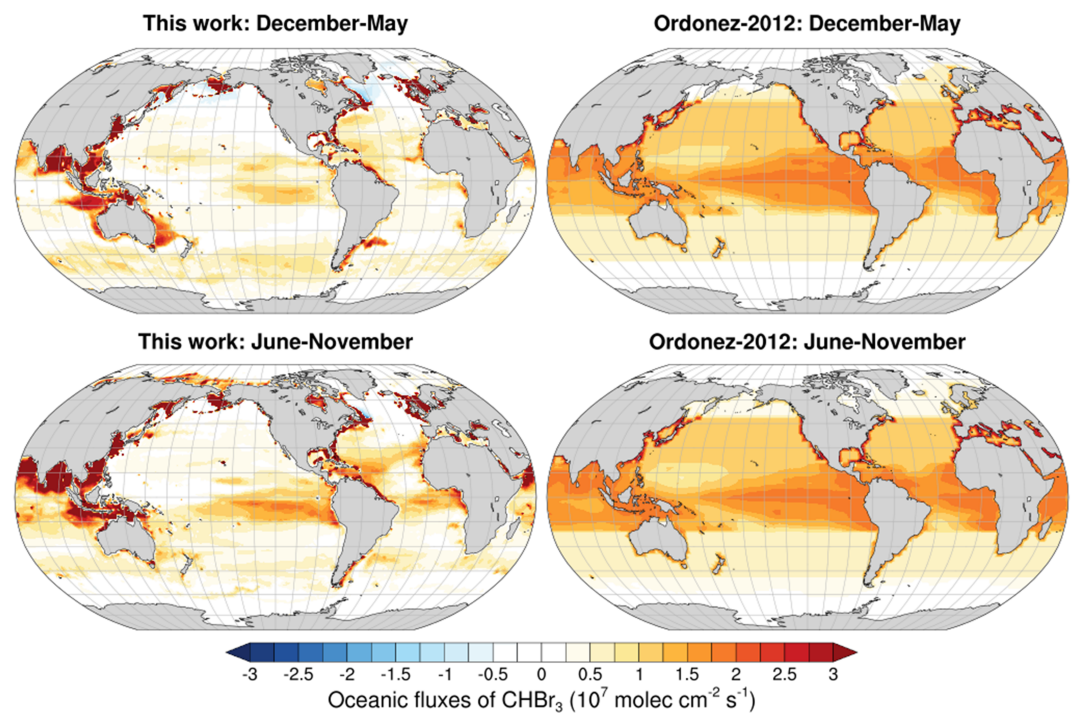 This work: December-May
Ordonez-2012: December-May
This work: June-November
Ordonez-2012: June-November
-3 -2.5 -2 -1.5 -1 -0.5 0 0.5 1 1.5 2 2.5 3
Oceanic fluxes of CHBr₃ (10⁷ molec cm⁻² s⁻¹)